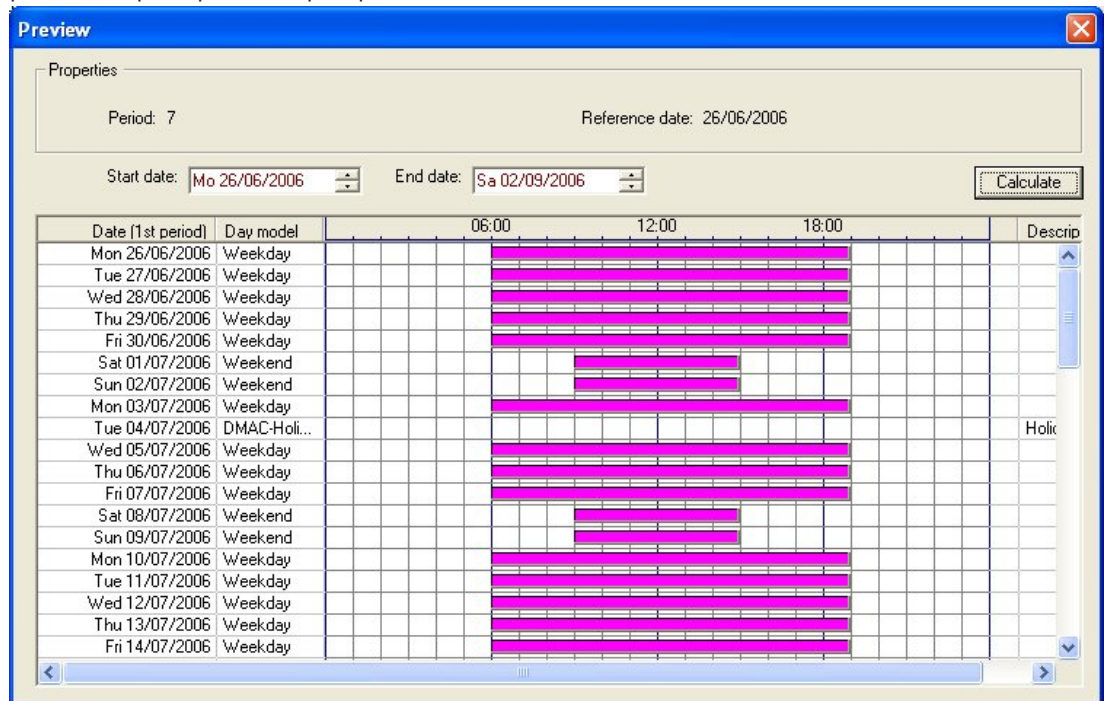 Preview
Properties
Period: 7 Reference date: 26/06/2006
Start date: Mo 26/06/2006 End date: Sa 02/09/2006 Calculate
Date (1st period) Day model 06:00 12:00 18:00 Descrip
Mon 26/06/2006 Weekday
Tue 27/06/2006 Weekday
Wed 28/06/2006 Weekday
Thu 29/06/2006 Weekday
Fri 30/06/2006 Weekday
Sat 01/07/2006 Weekend
Sun 02/07/2006 Weekend
Mon 03/07/2006 Weekday
Tue 04/07/2006 DMAC-Holi... Holid
Wed 05/07/2006 Weekday
Thu 06/07/2006 Weekday
Fri 07/07/2006 Weekday
Sat 08/07/2006 Weekend
Sun 09/07/2006 Weekend
Mon 10/07/2006 Weekday
Tue 11/07/2006 Weekday
Wed 12/07/2006 Weekday
Thu 13/07/2006 Weekday
Fri 14/07/2006 Weekday